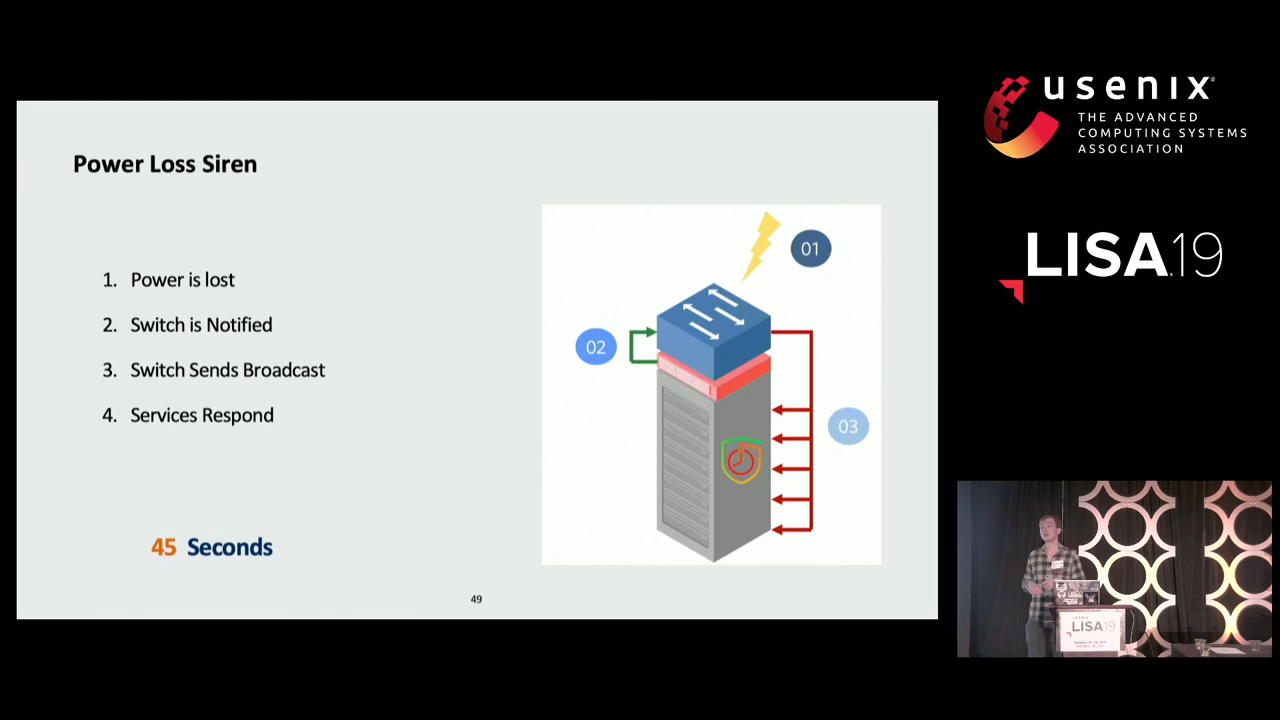 Power Loss Siren
1. Power is lost
2. Switch is Notified
3. Switch Sends Broadcast
4. Services Respond
45 Seconds
01
02
03
49
usenix
THE ADVANCED
COMPUTING SYSTEMS
ASSOCIATION
LISA19
LISA19